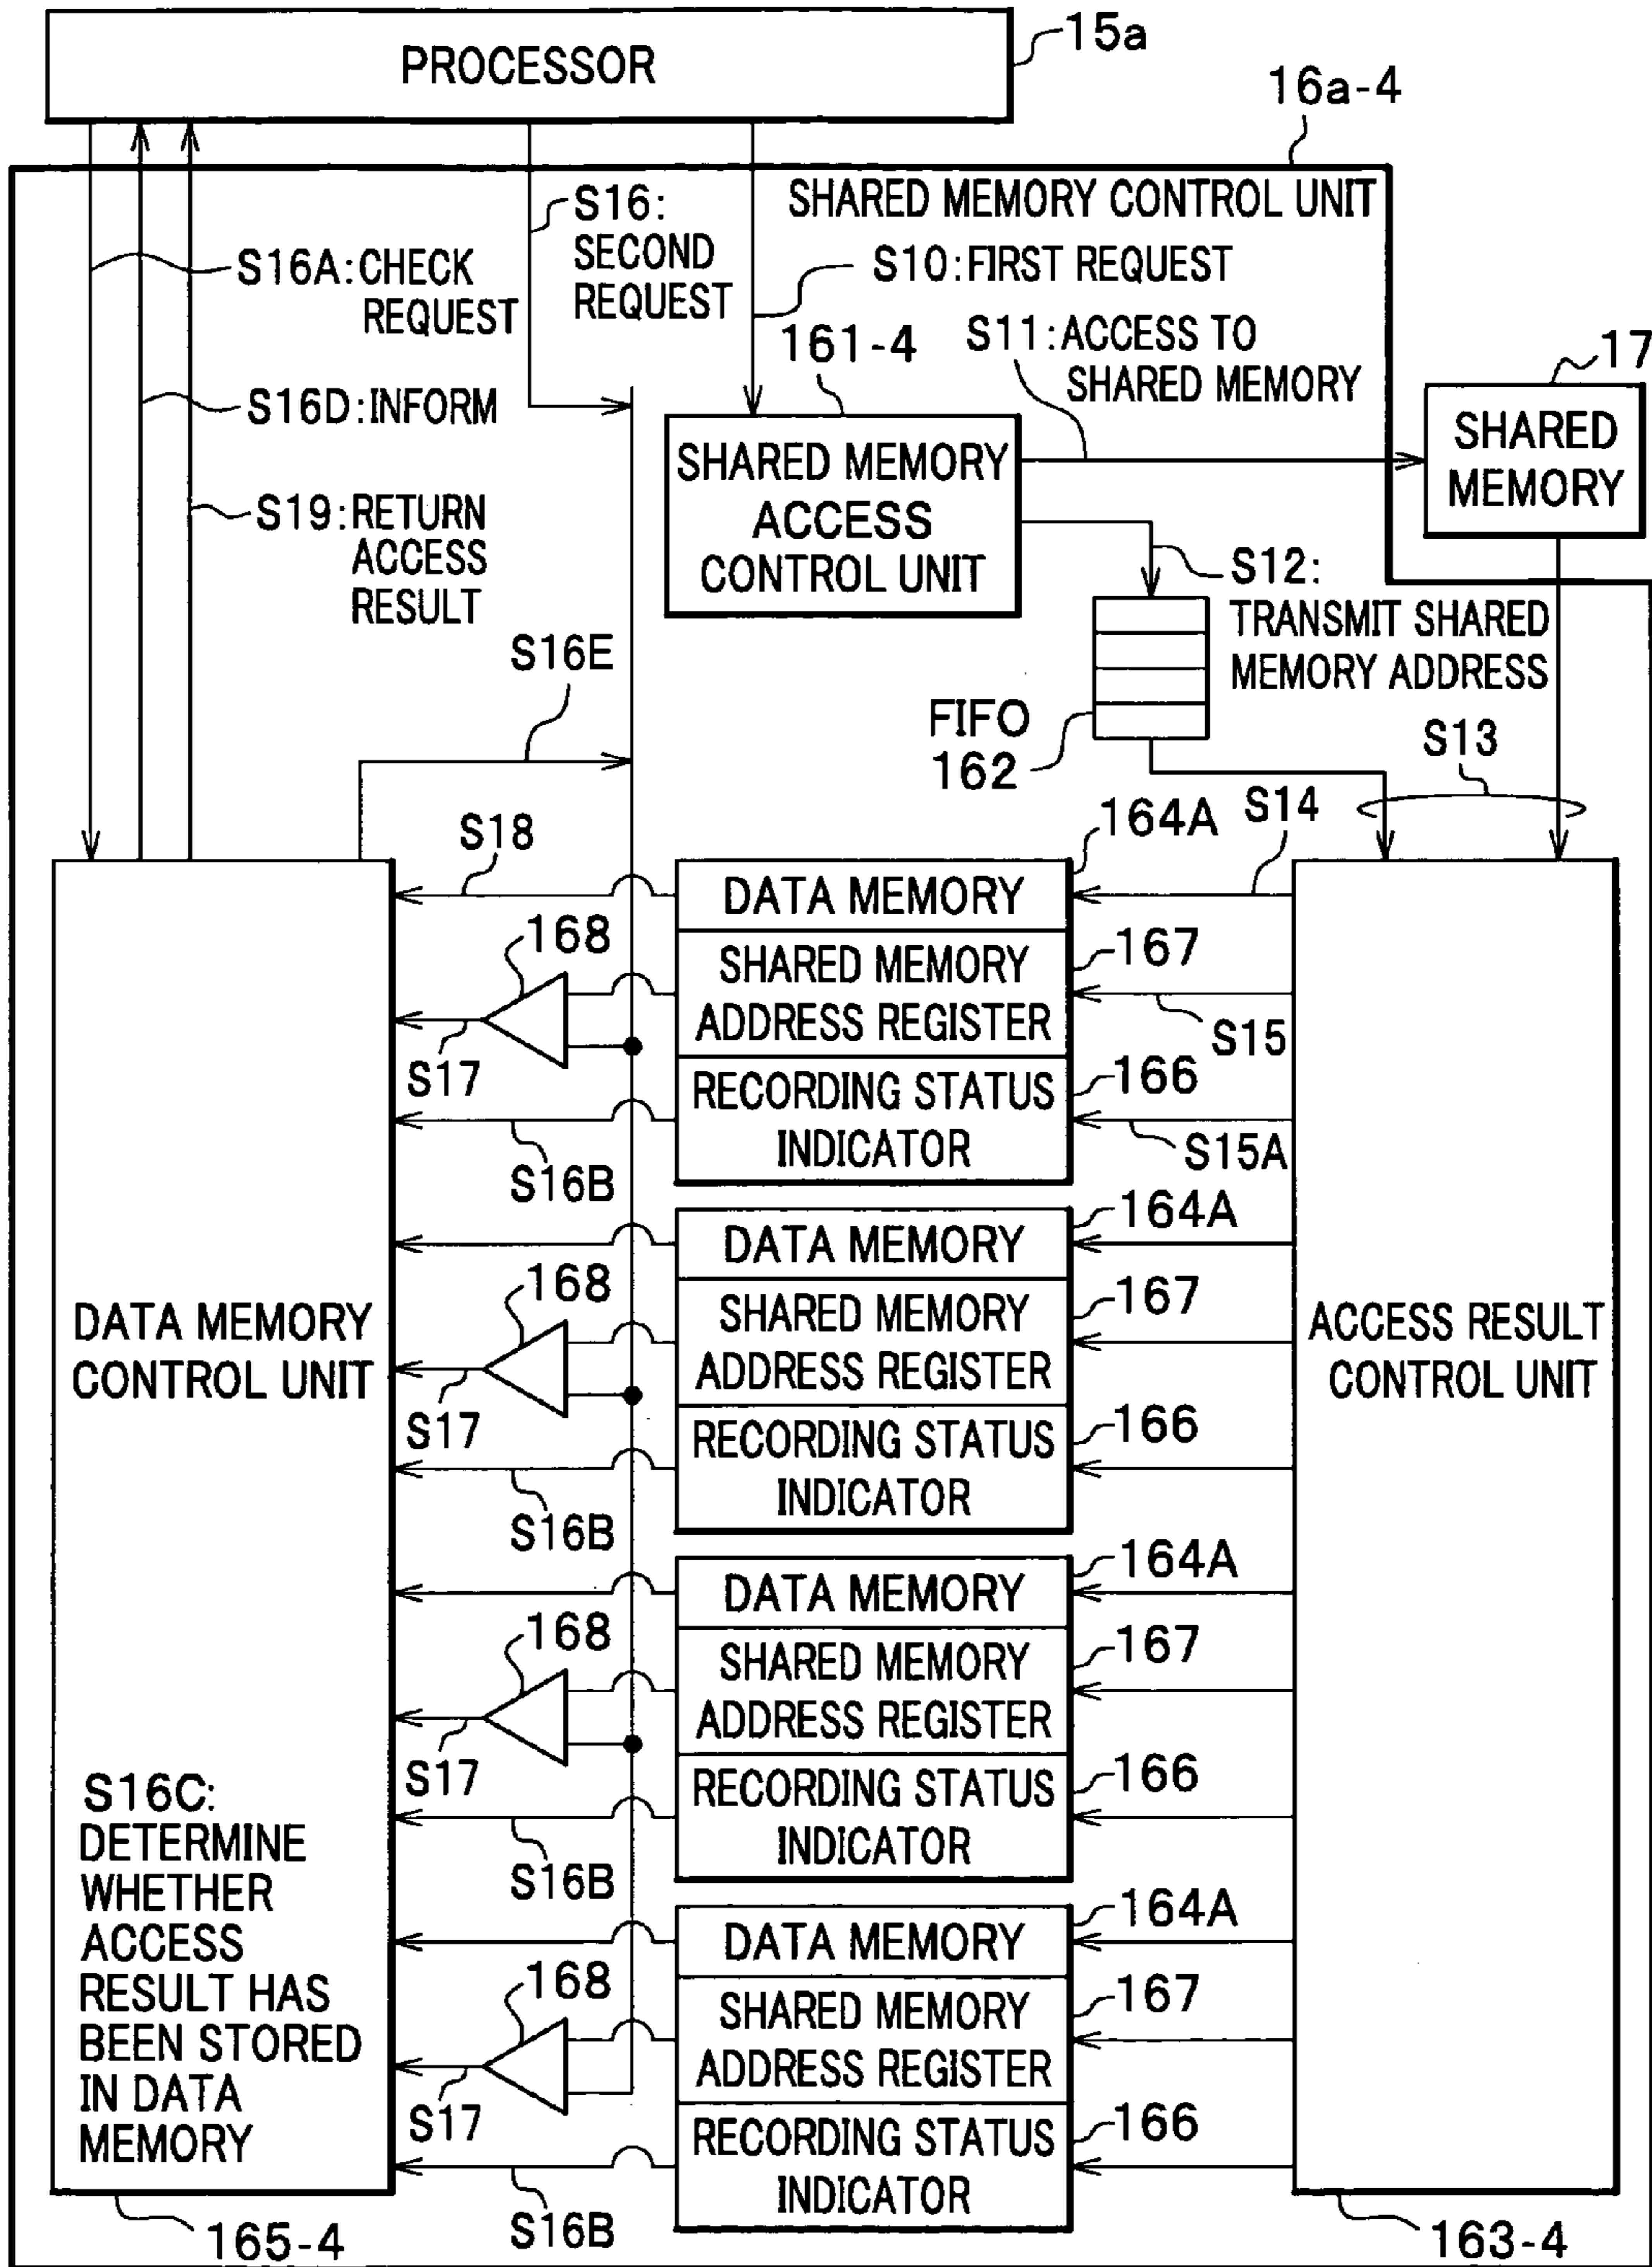 PROCESSOR
15a
16a-4
SHARED MEMORY CONTROL UNIT
S16:
SECOND
REQUEST
S10:FIRST REQUEST
S16A:CHECK
REQUEST
161-4
S11:ACCESS TO
SHARED MEMORY
17
S16D:INFORM
SHARED MEMORY
ACCESS
CONTROL UNIT
SHARED
MEMORY
S19:RETURN
ACCESS
RESULT
S12:
TRANSMIT SHARED
MEMORY ADDRESS
S16E
FIFO
162
S13
S18
164A
S14
DATA MEMORY
168
SHARED MEMORY
ADDRESS REGISTER
167
S17
S15
RECORDING STATUS
INDICATOR
166
S16B
S15A
164A
DATA MEMORY
168
SHARED MEMORY
ADDRESS REGISTER
167
DATA MEMORY
CONTROL UNIT
ACCESS RESULT
CONTROL UNIT
S17
RECORDING STATUS
INDICATOR
166
S16B
164A
DATA MEMORY
168
SHARED MEMORY
ADDRESS REGISTER
167
S17
RECORDING STATUS
INDICATOR
166
S16B
S16C:
DETERMINE
WHETHER
ACCESS
RESULT HAS
BEEN STORED
IN DATA
MEMORY
164A
DATA MEMORY
168
SHARED MEMORY
ADDRESS REGISTER
167
S17
RECORDING STATUS
INDICATOR
166
S16B
165-4
163-4